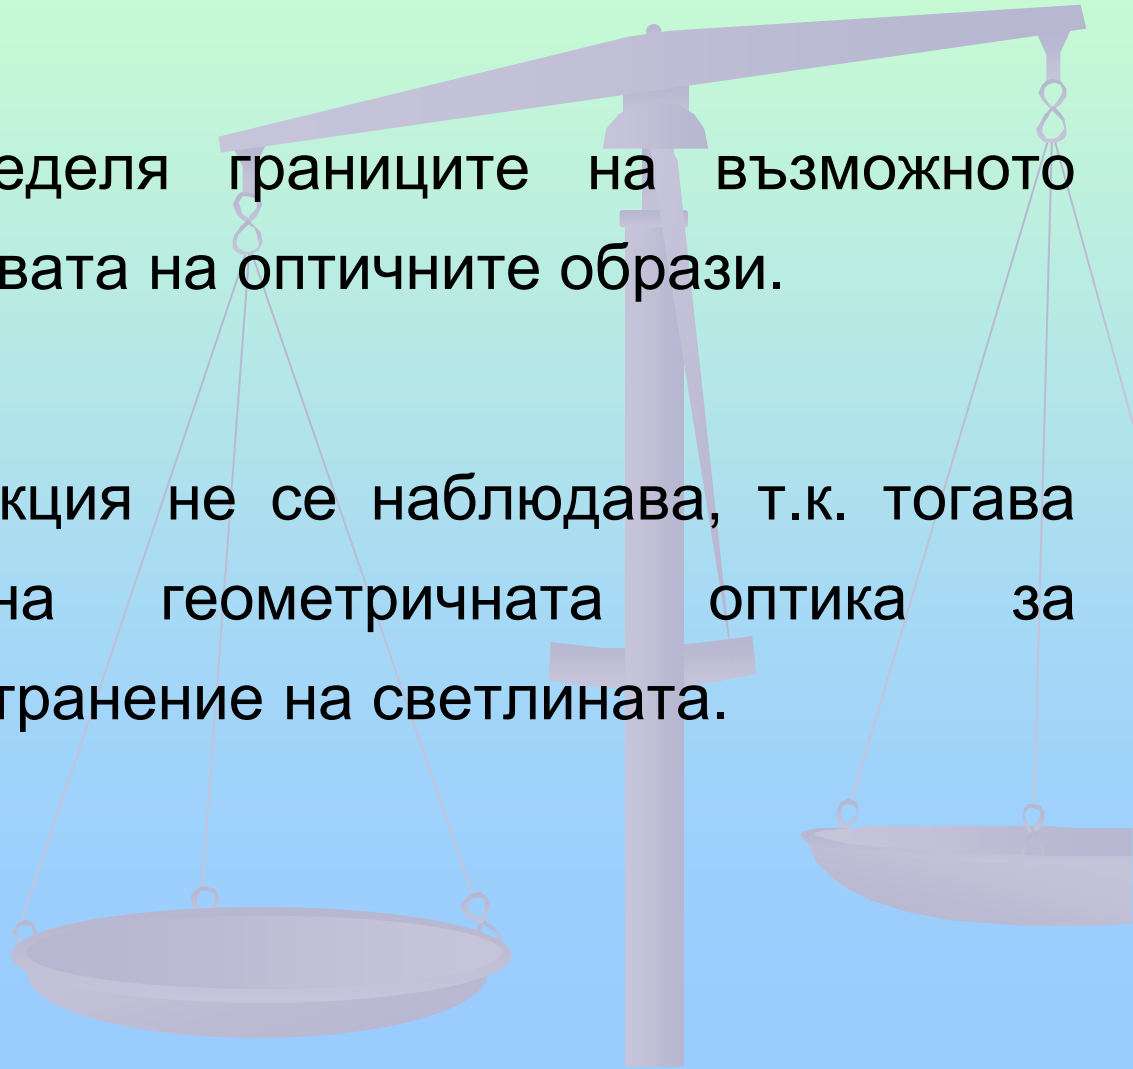 еделя границите на възможното
вата на оптичните образи.
кция не се наблюдава, т.к. тогава
на геометричната оптика за
транение на светлината.